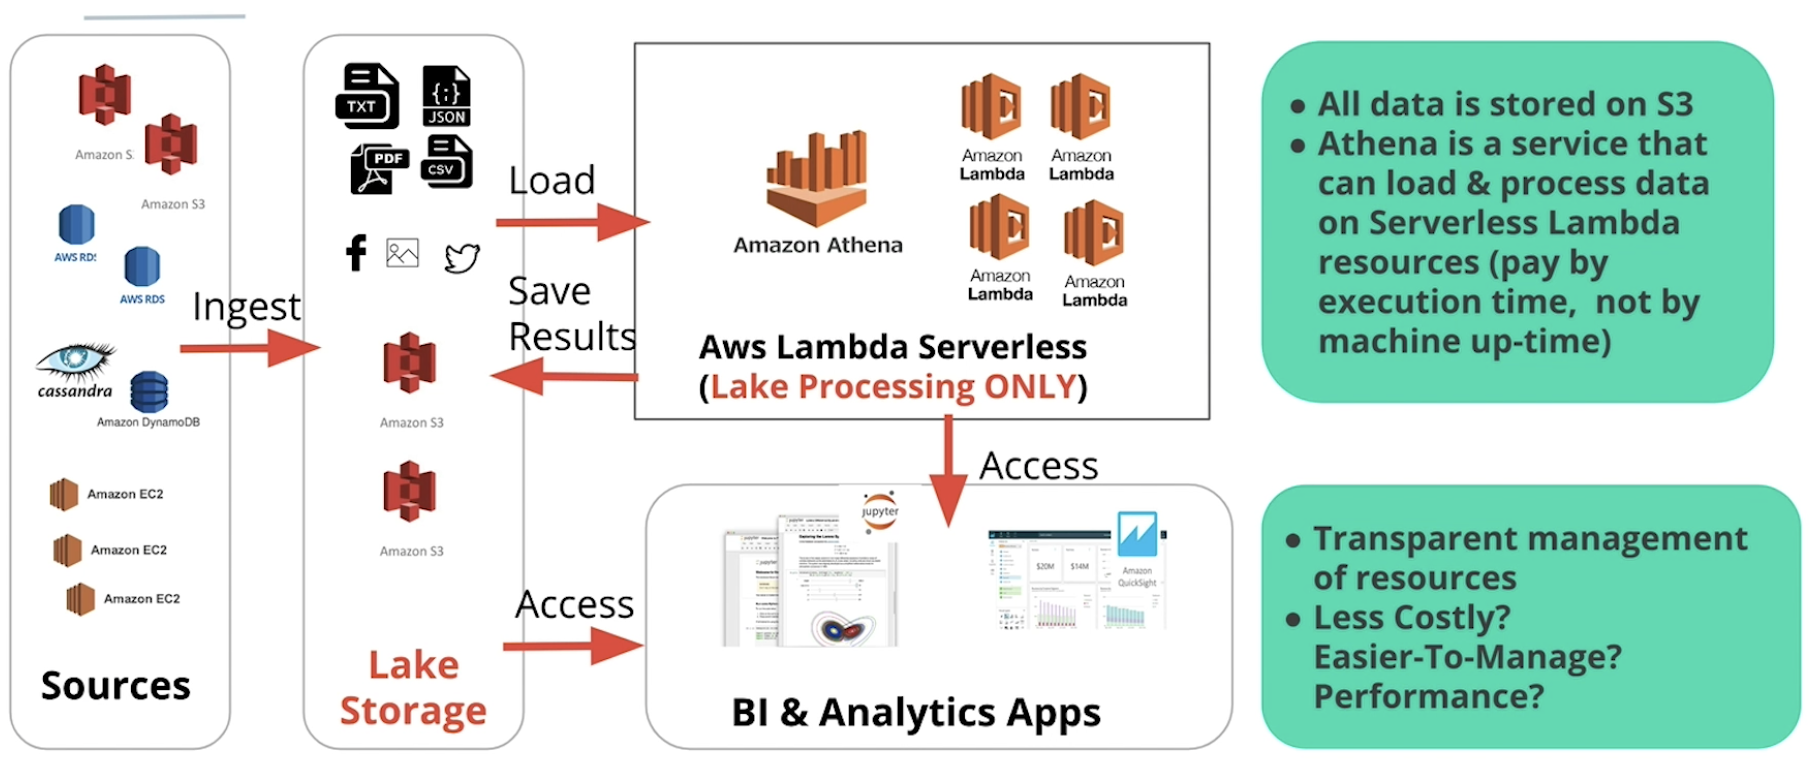 Amazon S
Amazon S3
AWS RDS
AWS RDS
cassandra
Amazon DynamoDB
Amazon EC2
Amazon EC2
Amazon EC2
Sources
Ingest
TXT
{;}
JSON
PDF
CSV
Amazon S3
Amazon S3
Lake
Storage
Load
Save
Results
Access
Amazon Athena
Amazon
Lambda
Amazon
Lambda
Amazon
Lambda
Amazon
Lambda
Aws Lambda Serverless
(Lake Processing ONLY)
Access
jupyter
$20M
$14M
Amazon
QuickSight
BI & Analytics Apps
● All data is stored on S3
● Athena is a service that
can load & process data
on Serverless Lambda
resources (pay by
execution time, not by
machine up-time)
● Transparent management
of resources
● Less Costly?
Easier-To-Manage?
Performance?